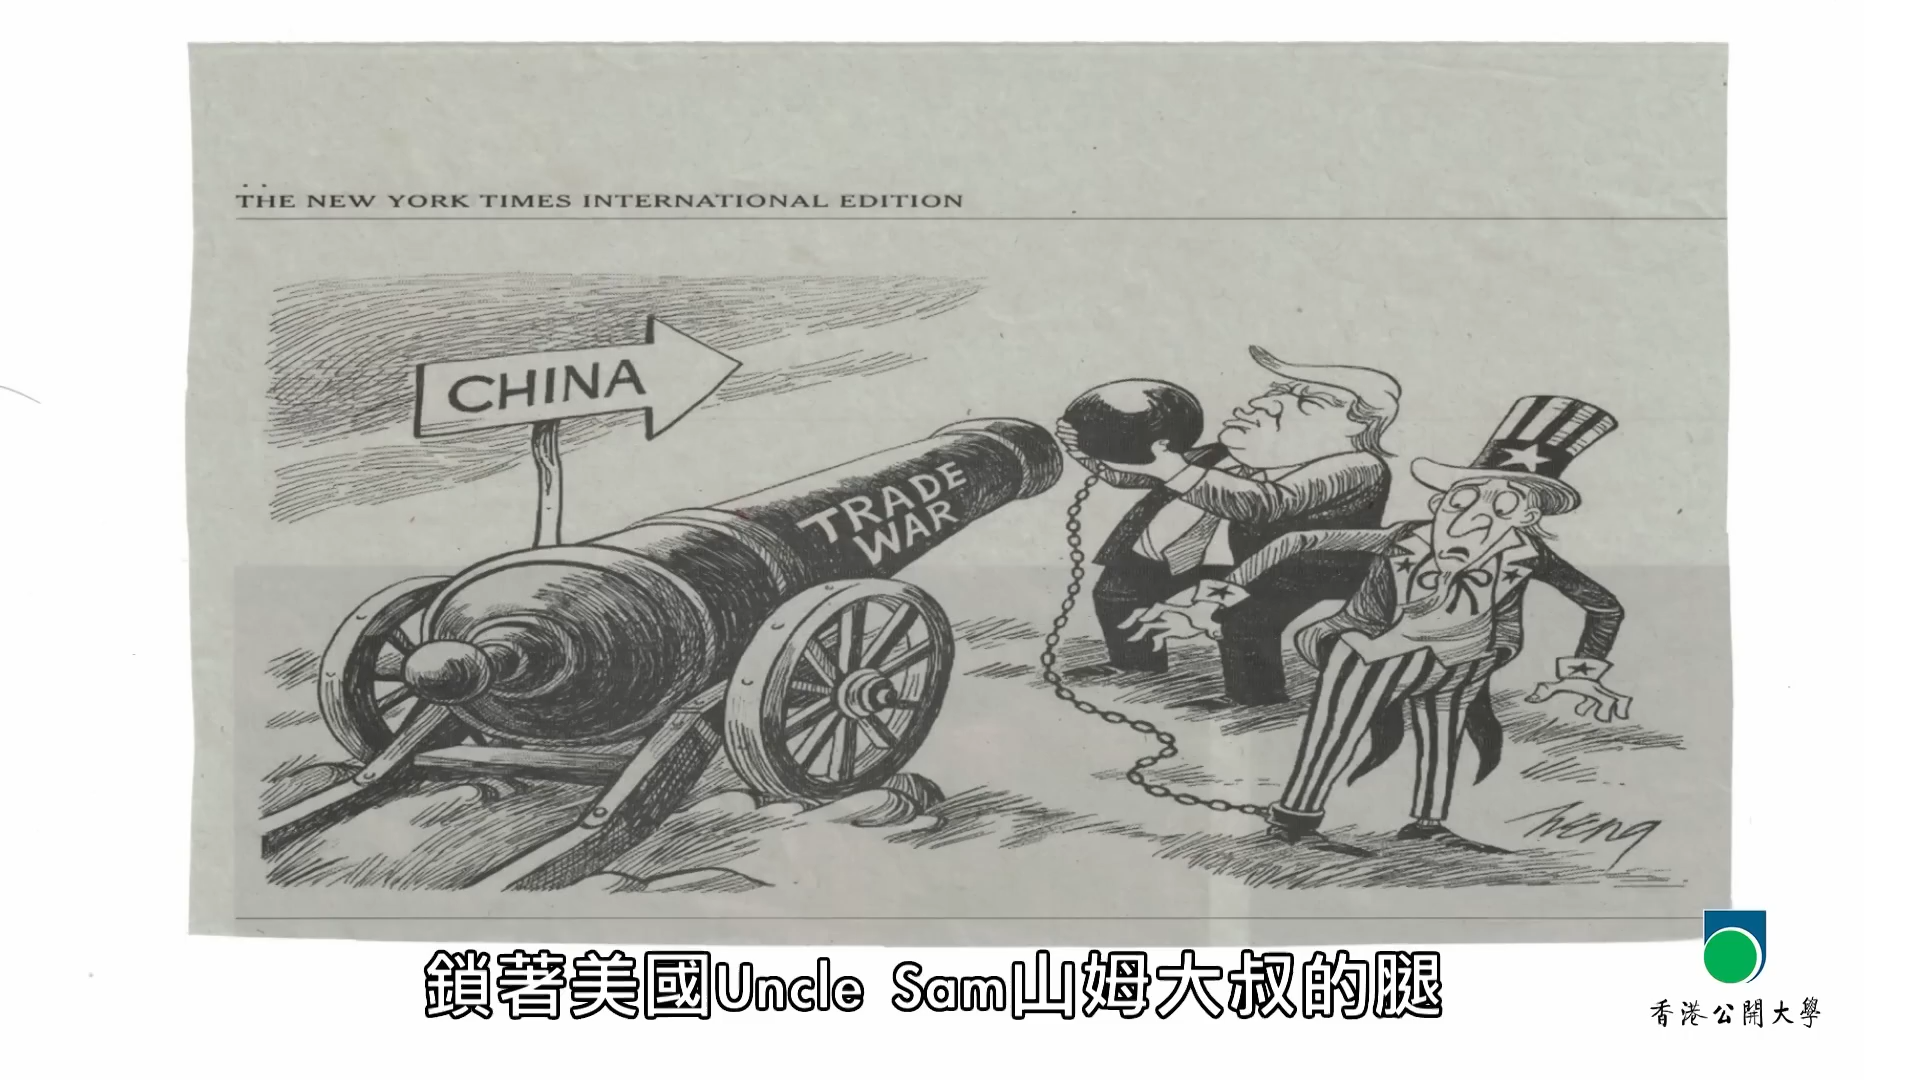 THE NEW YORK TIMES INTERNATIONAL EDITION
CHINA
TRADE
WAR
Heng
鎖著美國Uncle Sam山姆大叔的腿
香港公開大學